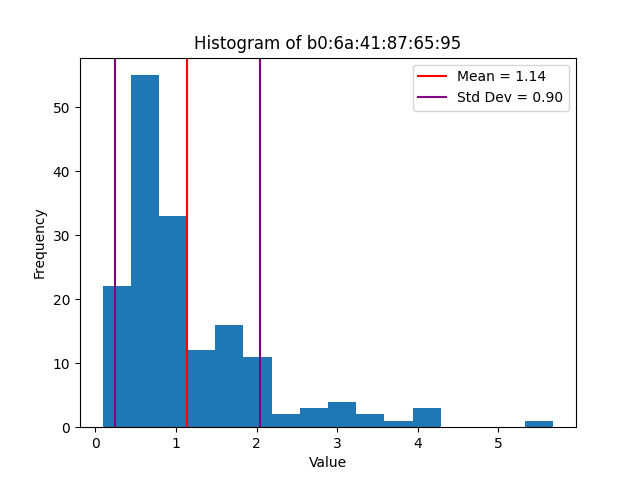 Histogram of b0:6a:41:87:65:95
Mean = 1.14
Std Dev = 0.90
Frequency
50
40
30
20
10
0
0 1 2 3 4 5
Value